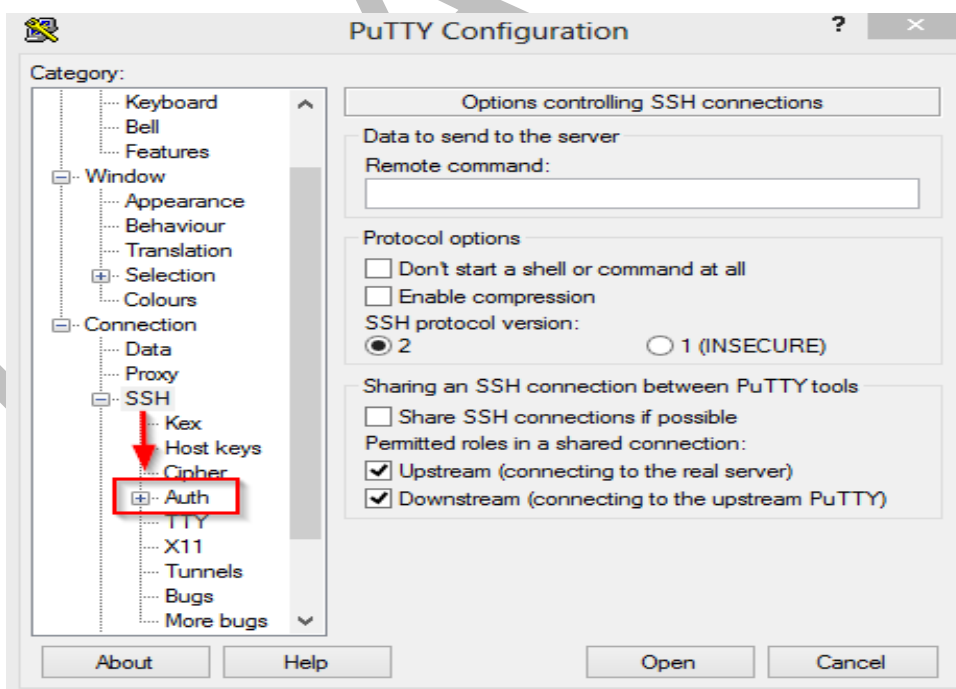 PuTTY Configuration
?
Category:
Keyboard
Bell
Features
Window
Appearance
Behaviour
Translation
Selection
Colours
Connection
Data
Proxy
SSH
Kex
Host keys
Cipher
Auth
TTY
X11
Tunnels
Bugs
More bugs
Options controlling SSH connections
Data to send to the server
Remote command:
Protocol options
Don't start a shell or command at all
Enable compression
SSH protocol version:
2 1 (INSECURE)
Sharing an SSH connection between PuTTY tools
Share SSH connections if possible
Permitted roles in a shared connection:
Upstream (connecting to the real server)
Downstream (connecting to the upstream PuTTY)
About Help Open Cancel